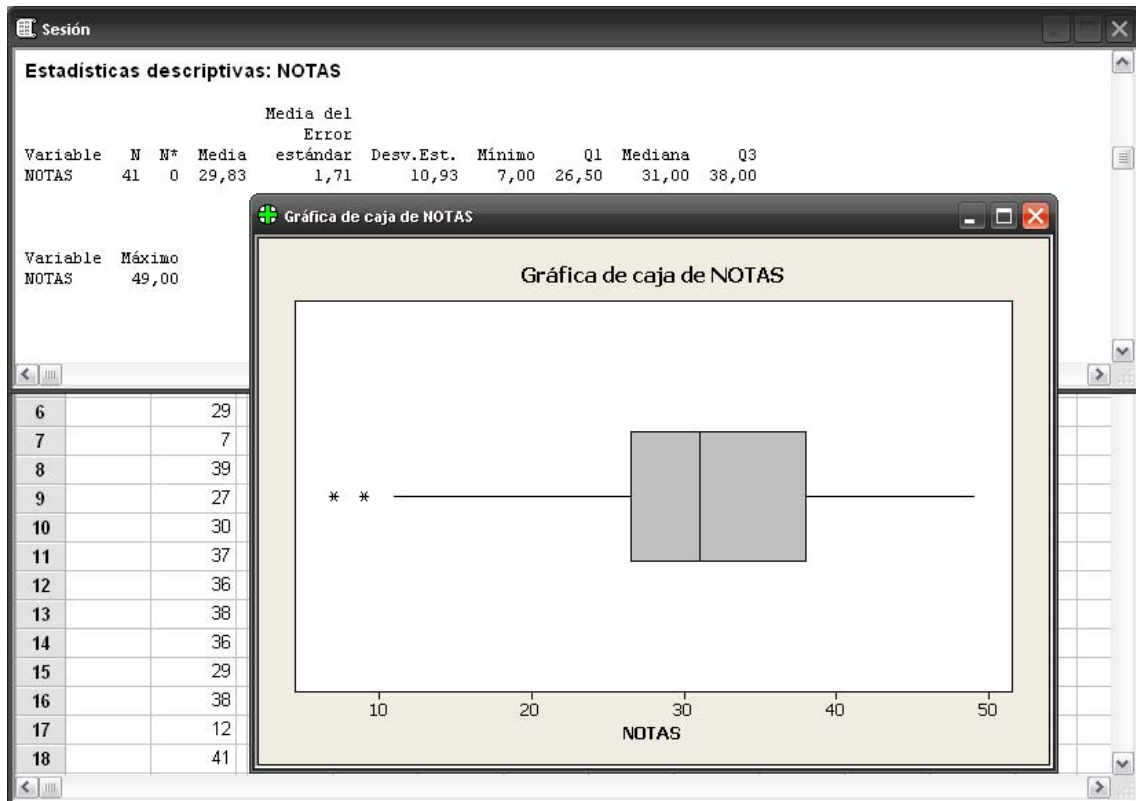 Sesión
Estadísticas descriptivas: NOTAS
Media del
Error
Variable N N* Media estándar Desv.Est. Mínimo Q1 Mediana Q3
NOTAS 41 0 29,83 1,71 10,93 7,00 26,50 31,00 38,00
Variable Máximo
NOTAS 49,00
Gráfica de caja de NOTAS
Gráfica de caja de NOTAS
10 20 30 40 50
NOTAS
6 29
7 7
8 39
9 27
10 30
11 37
12 36
13 38
14 36
15 29
16 38
17 12
18 41